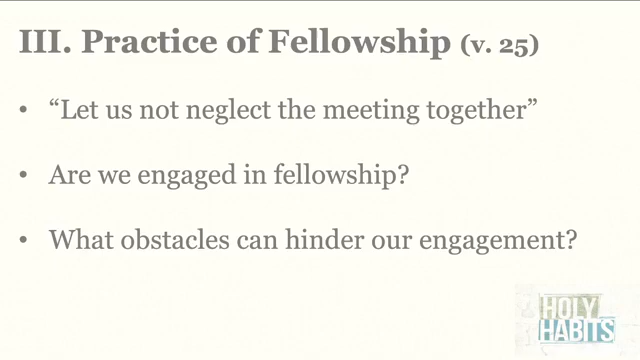 III. Practice of Fellowship (v. 25)
• “Let us not neglect the meeting together”
• Are we engaged in fellowship?
• What obstacles can hinder our engagement?
HOLY
HABITS